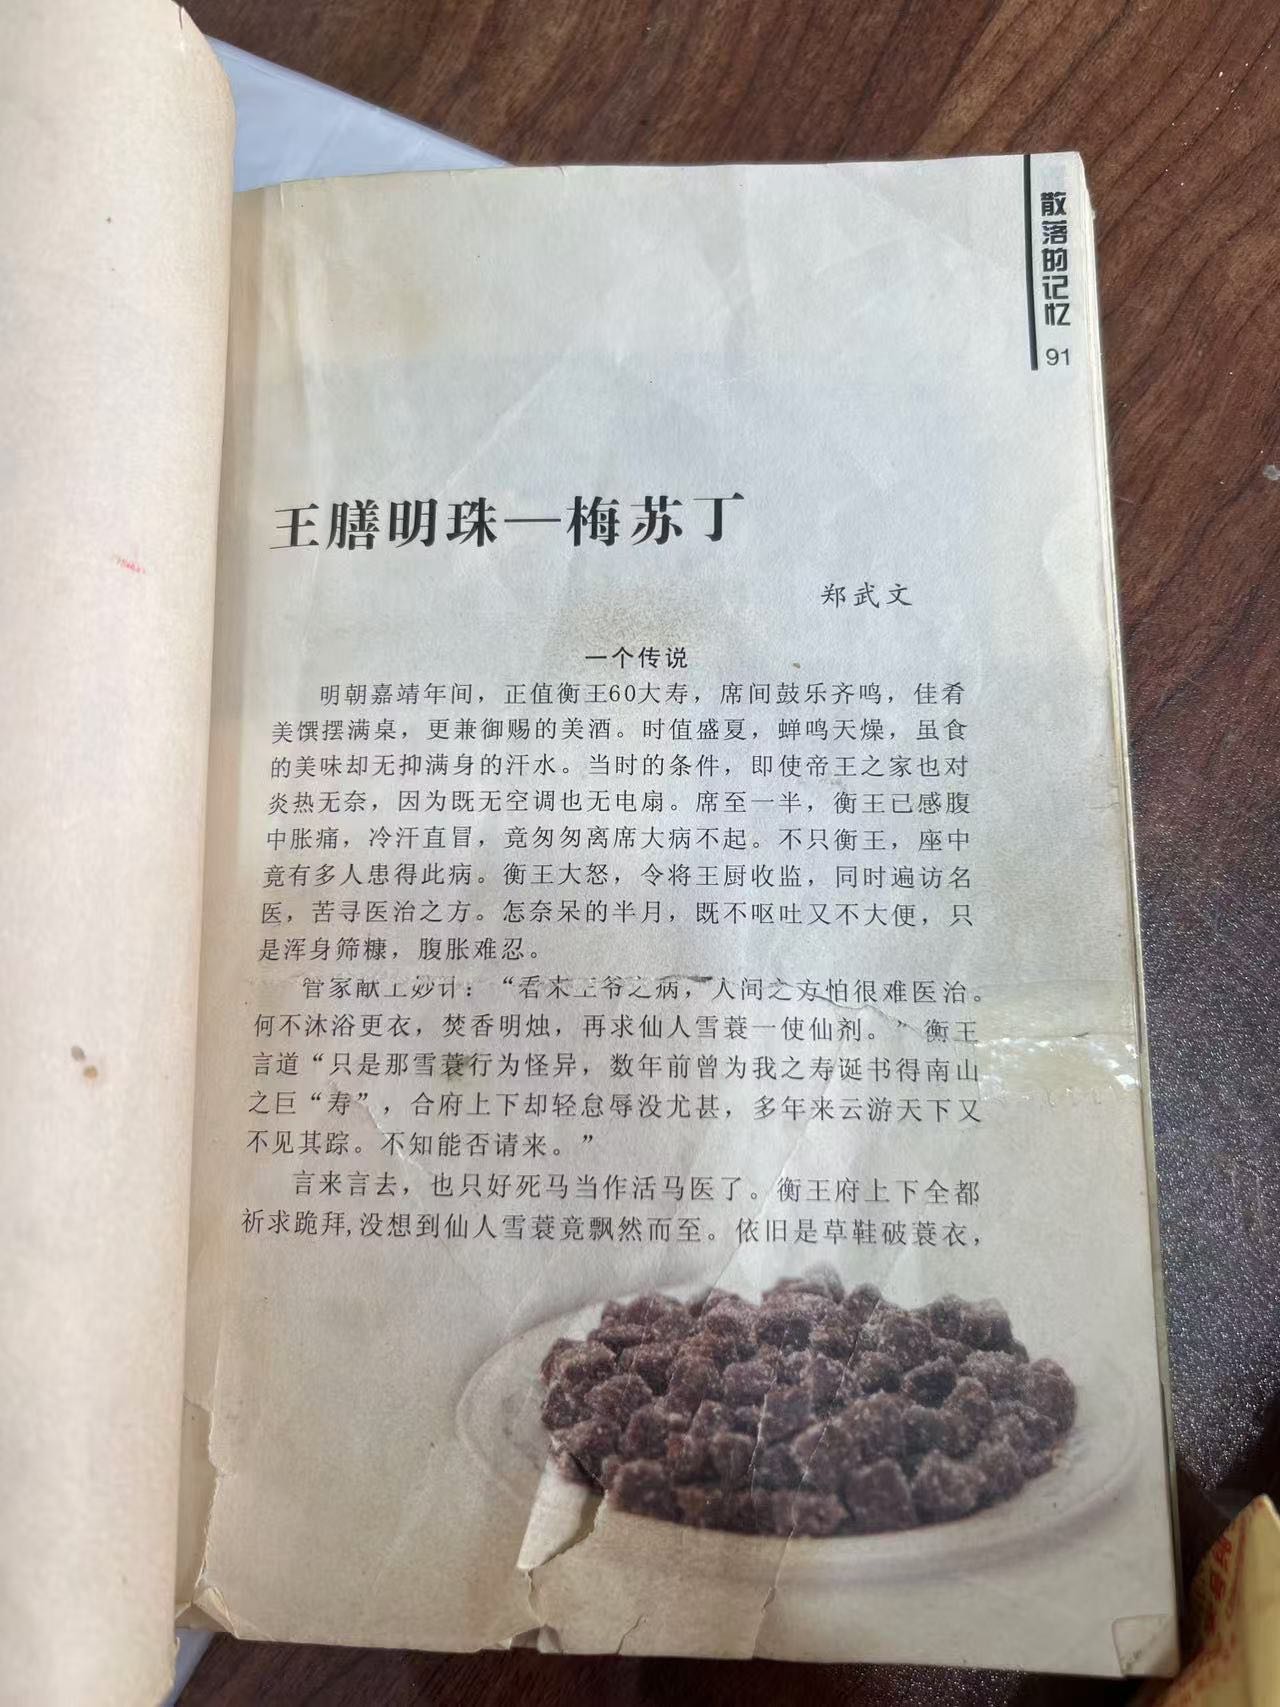 散落的记忆
91
王膳明珠—梅苏丁
郑武文
一个传说
明朝嘉靖年间，正值衡王60大寿，席间鼓乐齐鸣，佳肴
美馔摆满桌，更兼御赐的美酒。时值盛夏，蝉鸣天燥，虽食
的美味却无抑满身的汗水。当时的条件，即使帝王之家也对
炎热无奈，因为既无空调也无电扇。席至一半，衡王已感腹
中胀痛，冷汗直冒，竟匆匆离席大病不起。不只衡王，座中
竟有多人患得此病。衡王大怒，令将王厨收监，同时遍访名
医，苦寻医治之方。怎奈呆的半月，既不呕吐又不大便，只
是浑身筛糠，腹胀难忍。
管家献上妙计：“看来王爷之病，人间之方怕很难医治。
何不沐浴更衣，焚香明烛，再求仙人雪蓑一使仙剂。”衡王
言道“只是那雪蓑行为怪异，数年前曾为我之寿诞书得南山
之巨“寿”，合府上下却轻怠辱没尤甚，多年来云游天下又
不见其踪。不知能否请来。”
言来言去，也只好死马当作活马医了。衡王府上下全都
祈求跪拜,没想到仙人雪蓑竟飘然而至。依旧是草鞋破蓑衣，